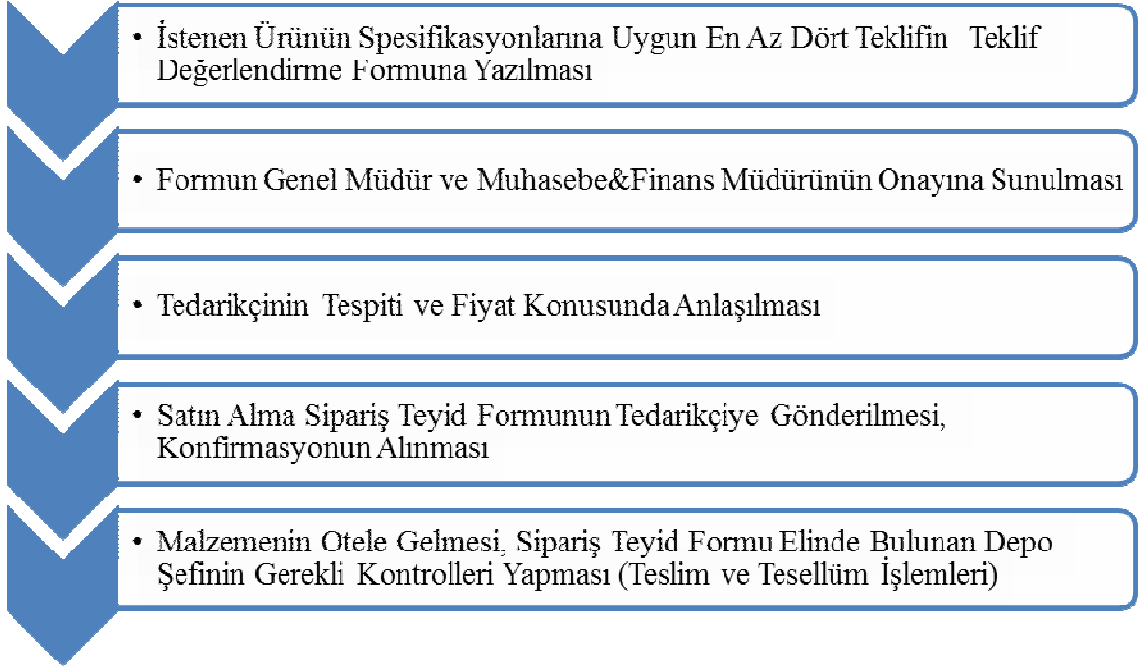 • İstenen Ürünün Spesifikasyonlarına Uygun En Az Dört Teklifin Teklif
Değerlendirme Formuna Yazılması
• Formun Genel Müdür ve Muhasebe&Finans Müdürünün Onayına Sunulması
• Tedarikçinin Tespiti ve Fiyat Konusunda Anlaşılması
• Satın Alma Sipariş Teyid Formunun Tedarikçiye Gönderilmesi,
Konfirmasyonun Alınması
• Malzemenin Otele Gelmesi, Sipariş Teyid Formu Elinde Bulunan Depo
Şefinin Gerekli Kontrolleri Yapması (Teslim ve Tesellüm İşlemleri)